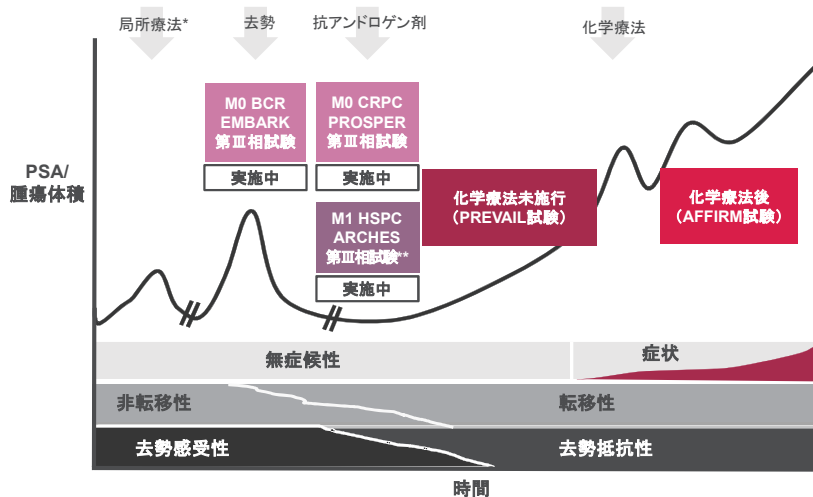 局所療法*
去勢
抗アンドロゲン剤
化学療法
M0 BCR
EMBARK
第Ⅲ相試験
実施中
M0 CRPC
PROSPER
第Ⅲ相試験
実施中
PSA/
腫瘍体積
化学療法未施行
（PREVAIL試験）
化学療法後
（AFFIRM試験）
M1 HSPC
ARCHES
第Ⅲ相試験**
実施中
無症候性
症状
非転移性
転移性
去勢感受性
去勢抵抗性
時間